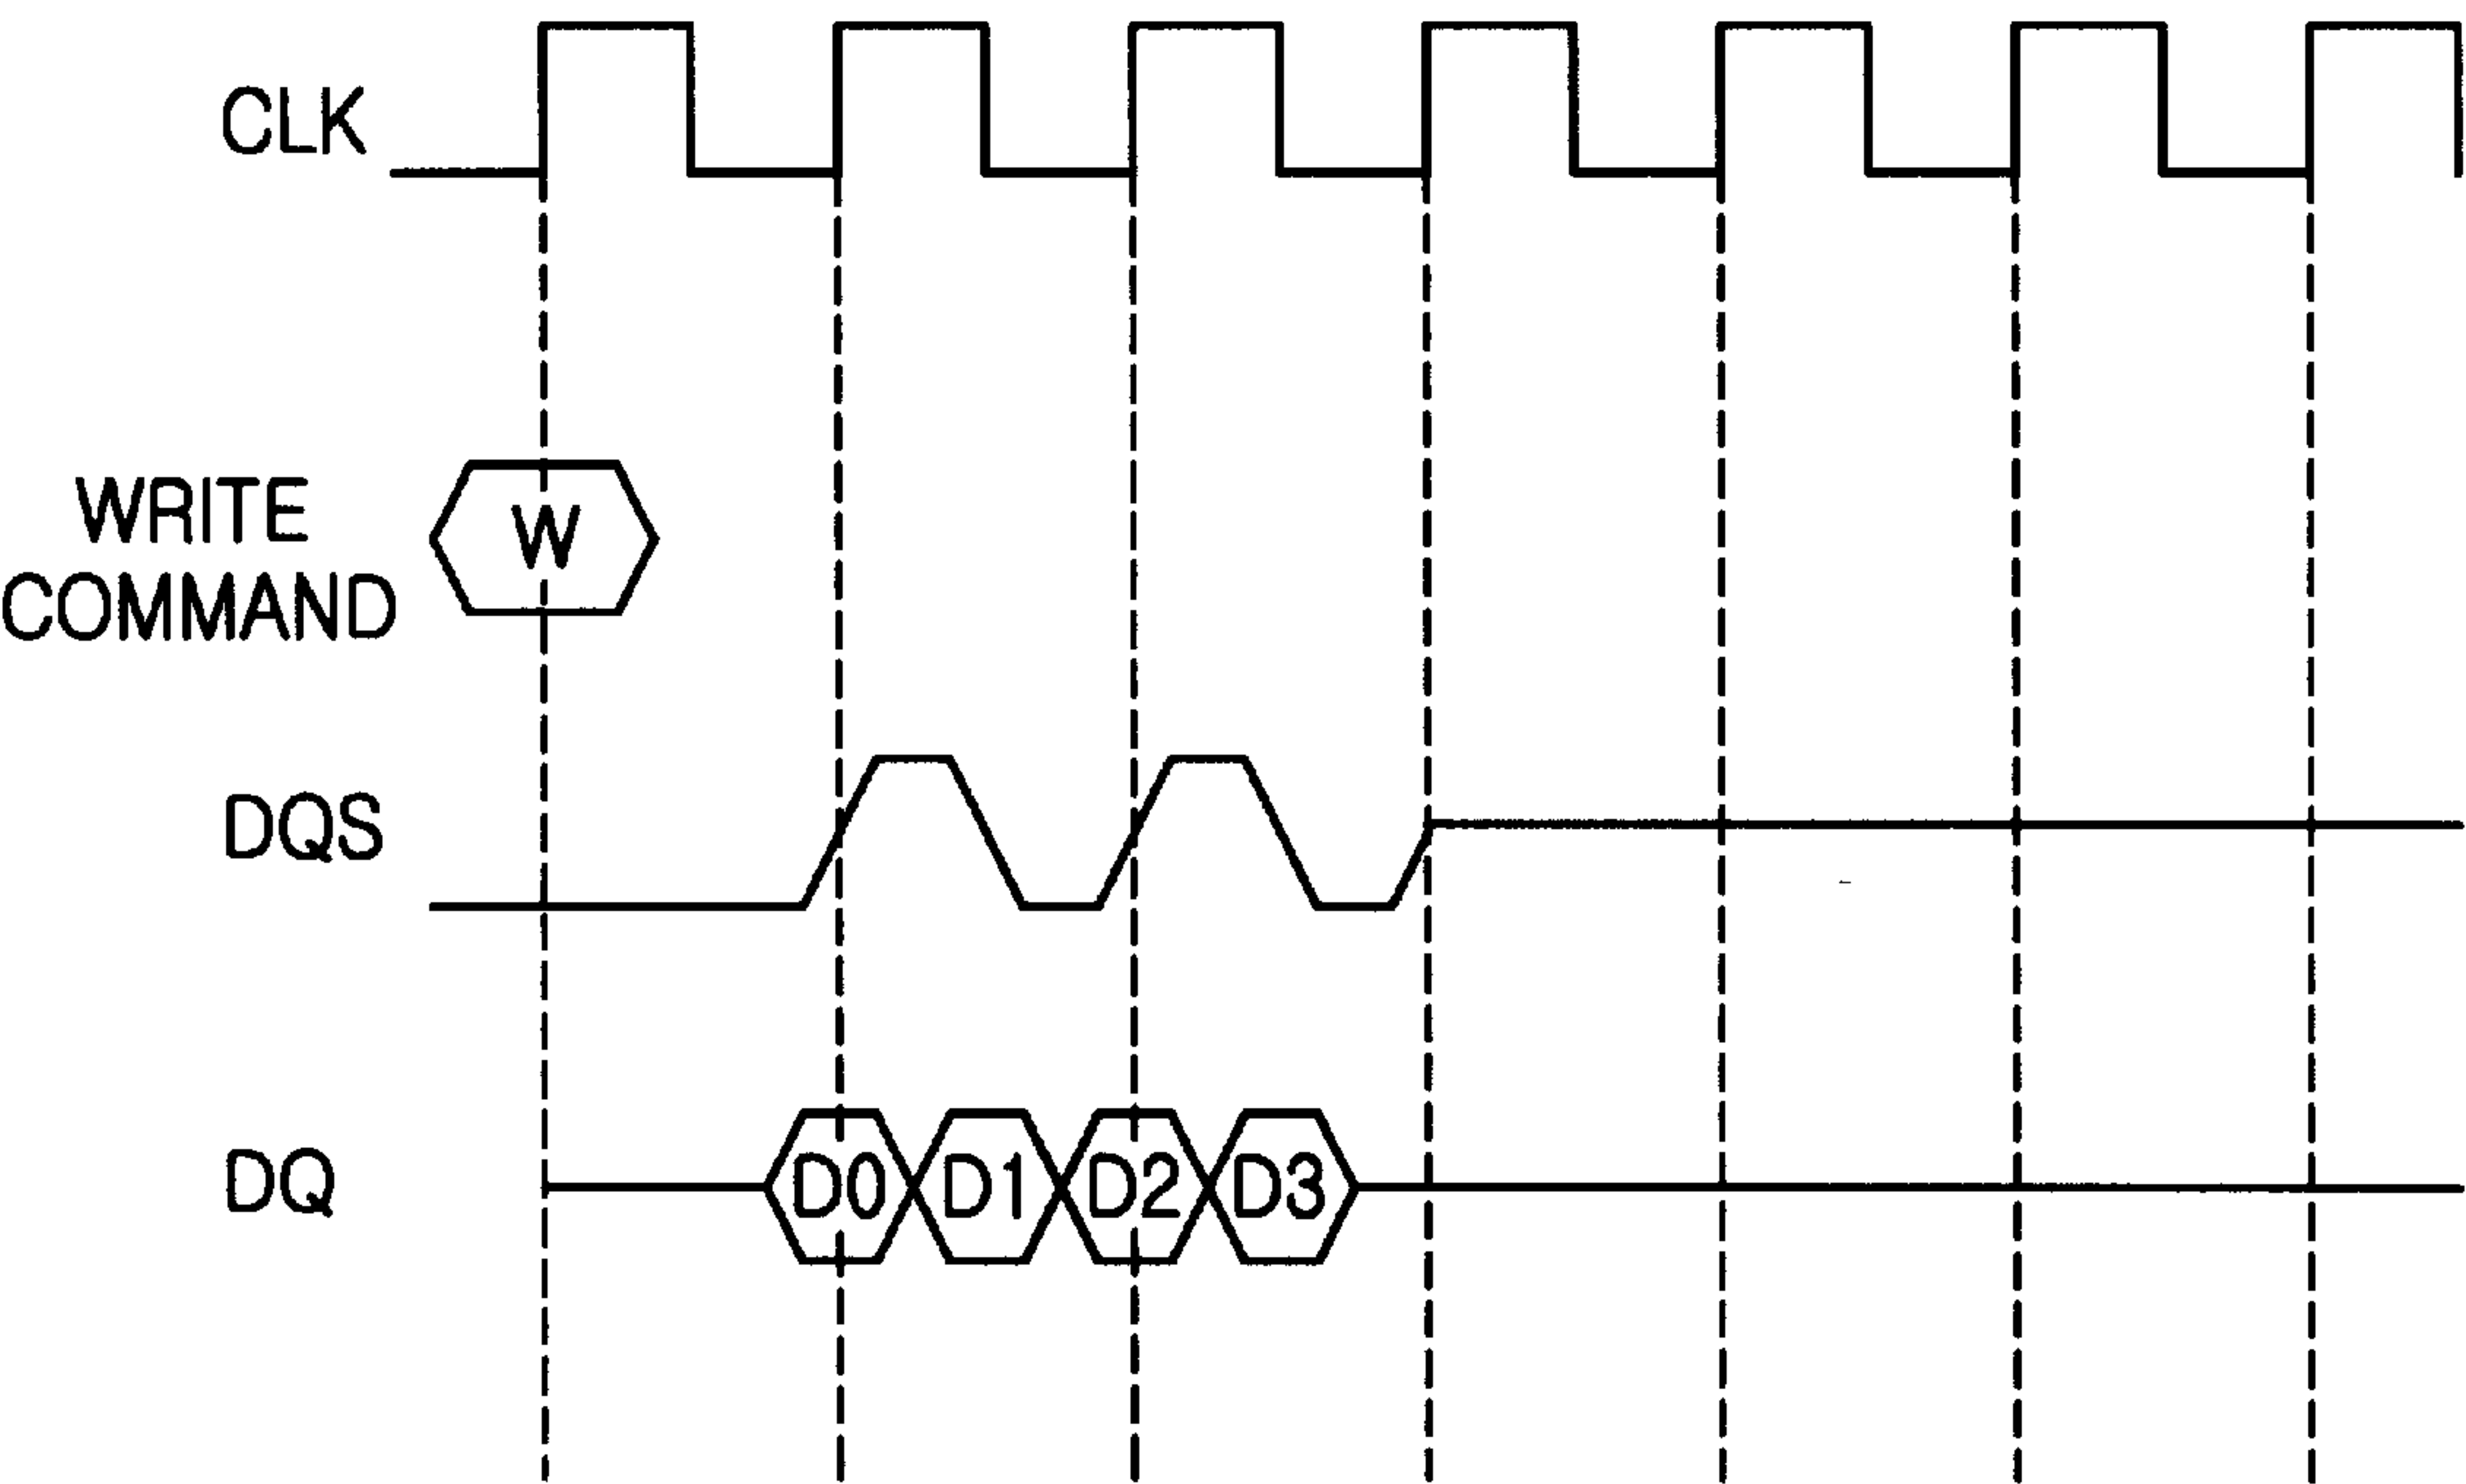 CLK
WRITE
COMMAND
W
DQS
DQ
D0 D1 D2 D3